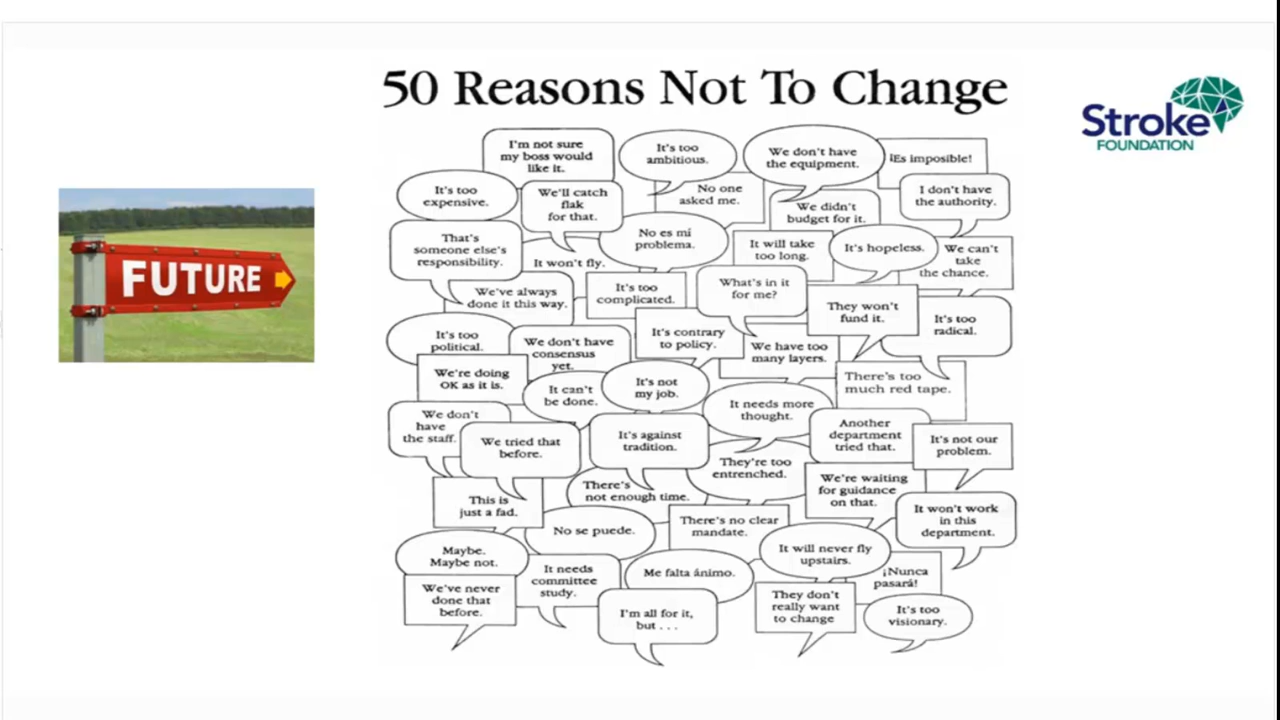 50 Reasons Not To Change
Stroke
FOUNDATION
FUTURE
I'm not sure
my boss would
like it.
It's too
ambitious.
We don't have
the equipment.
¡Es imposible!
It's too
expensive.
We'll catch
flak
for that.
No one
asked me.
We didn't
budget for it.
I don't have
the authority.
That's
someone else's
responsibility.
It won't fly.
No es mi
problema.
It will take
too long.
It's hopeless.
We can't
take
the chance.
We've always
done it this way.
It's too
complicated.
What's in it
for me?
They won't
fund it.
It's too
radical.
It's too
political.
We don't have
consensus
yet.
It's contrary
to policy.
We have too
many layers.
We're doing
OK as it is.
It can't
be done.
It's not
my job.
It needs more
thought.
There's too
much red tape.
We don't
have
the staff.
We tried that
before.
It's against
tradition.
They're too
entrenched.
Another
department
tried that.
It's not our
problem.
This is
just a fad.
There's
not enough time.
We're waiting
for guidance
on that.
It won't work
in this
department.
No se puede.
There's no clear
mandate.
It will never fly
upstairs.
Maybe.
Maybe not.
It needs
committee
study.
Me falta ánimo.
¡Nunca
pasará!
We've never
done that
before.
I'm all for it,
but . . .
They don't
really want
to change
It's too
visionary.